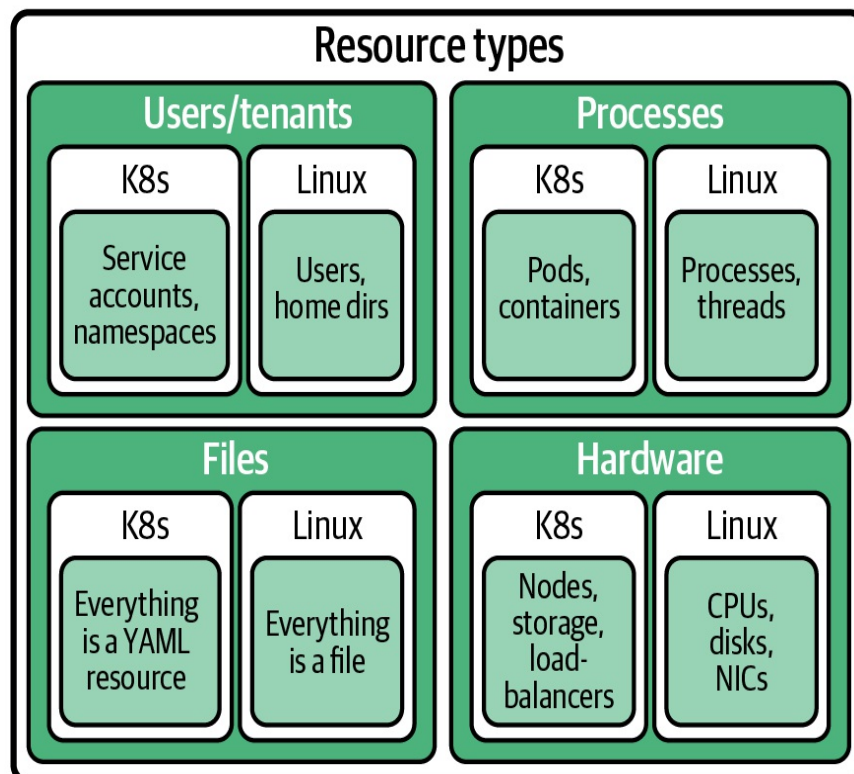 Resource types
Users/tenants
K8s
Service
accounts,
namespaces
Linux
Users,
home dirs
Processes
K8s
Pods,
containers
Linux
Processes,
threads
Files
K8s
Everything
is a YAML
resource
Linux
Everything
is a file
Hardware
K8s
Nodes,
storage,
load-
balancers
Linux
CPUs,
disks,
NICs